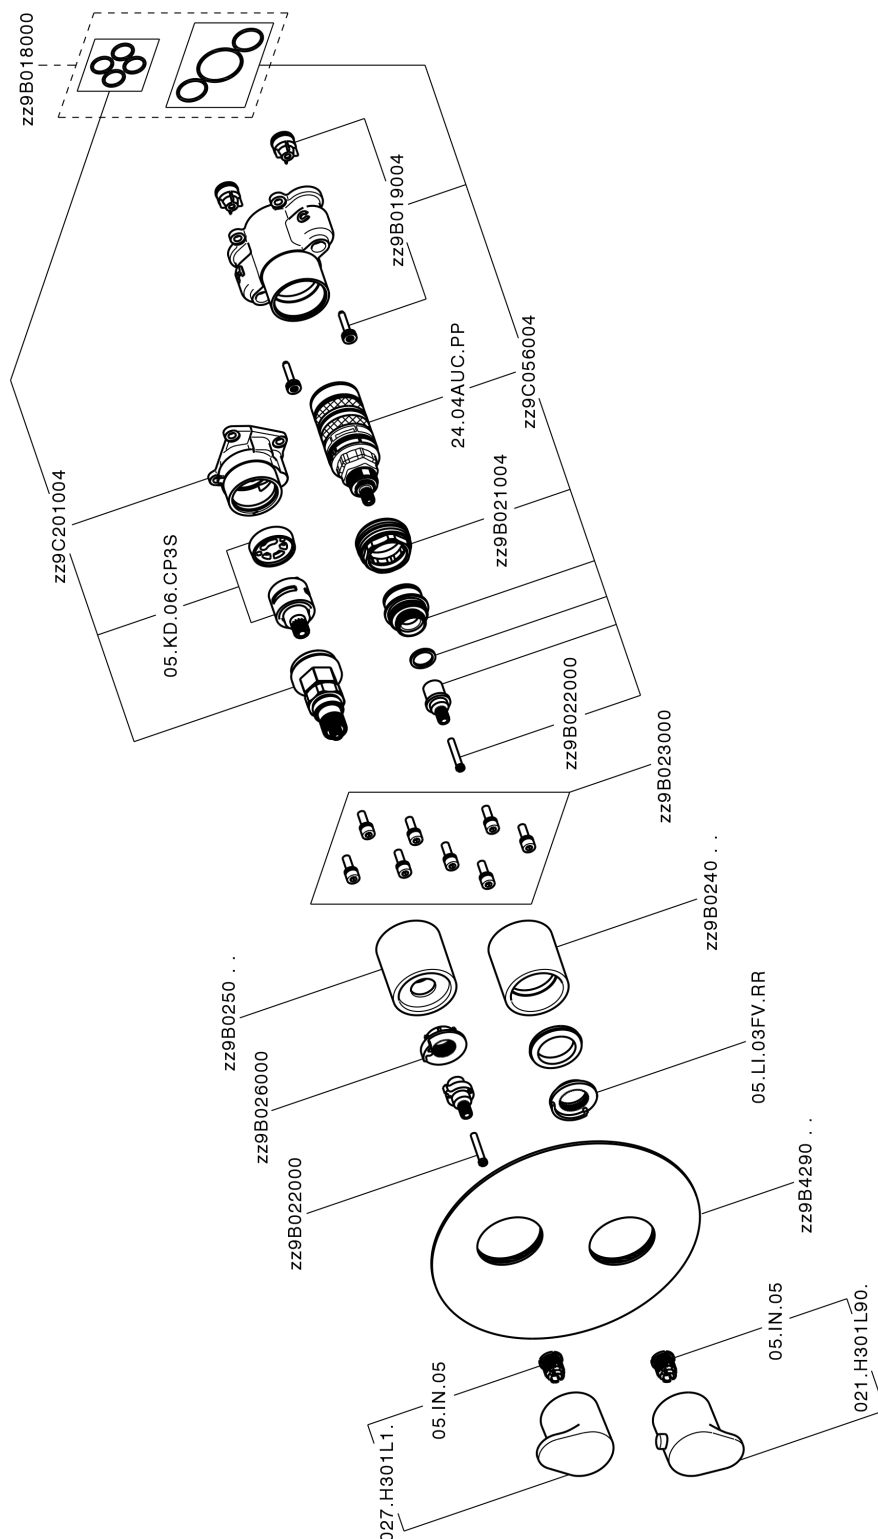 zz9B018000
zz9B019004
24.04AUC.PP
zz9C056004
zz9B021004
zz9C201004
05.KD.06.CP3S
zz9B022000
zz9B023000
zz9B0240 . .
zz9B0250 . .
05.LI.03FV.RR
zz9B026000
zz9B022000
zz9B4290 . .
05.IN.05
021.H301L90.
05.IN.05
027.H301L1.